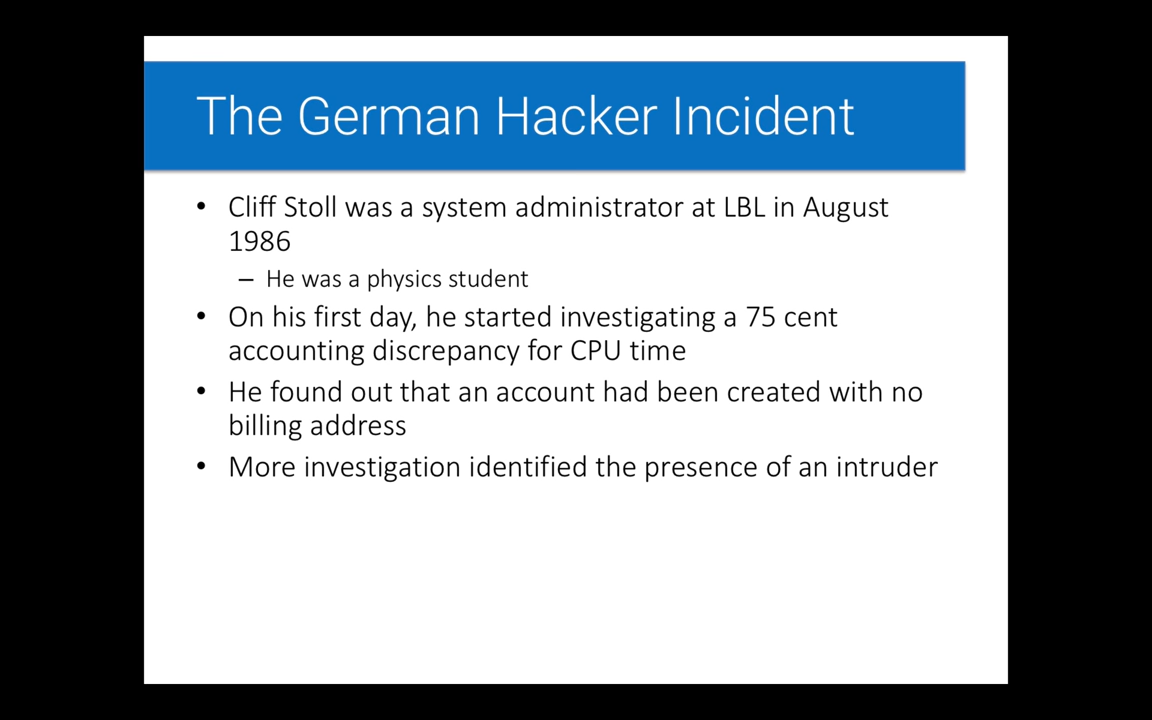 The German Hacker Incident
• Cliff Stoll was a system administrator at LBL in August
1986
– He was a physics student
• On his first day, he started investigating a 75 cent
accounting discrepancy for CPU time
• He found out that an account had been created with no
billing address
• More investigation identified the presence of an intruder